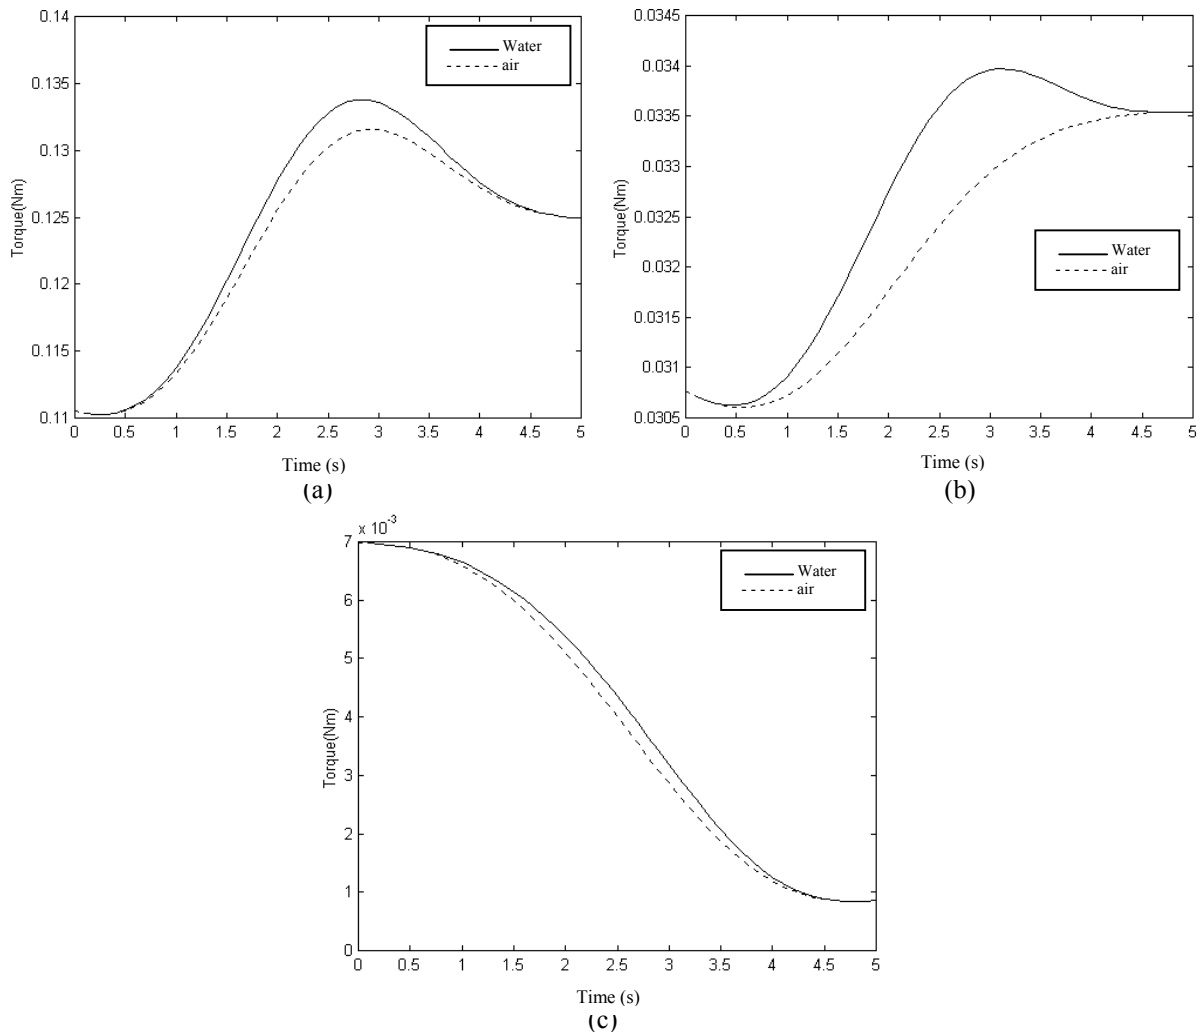 0.14
0.135
0.13
0.125
0.12
0.115
0.11
Torque(Nm)
Water
air
0 0.5 1 1.5 2 2.5 3 3.5 4 4.5 5
Time (s)
(a)
0.0345
0.034
0.0335
0.033
0.0325
0.032
0.0315
0.031
0.0305
Torque(Nm)
Water
air
0 0.5 1 1.5 2 2.5 3 3.5 4 4.5 5
Time (s)
(b)
x 10-3
7
6
5
4
3
2
1
0
Torque(Nm)
Water
air
0 0.5 1 1.5 2 2.5 3 3.5 4 4.5 5
Time (s)
(c)